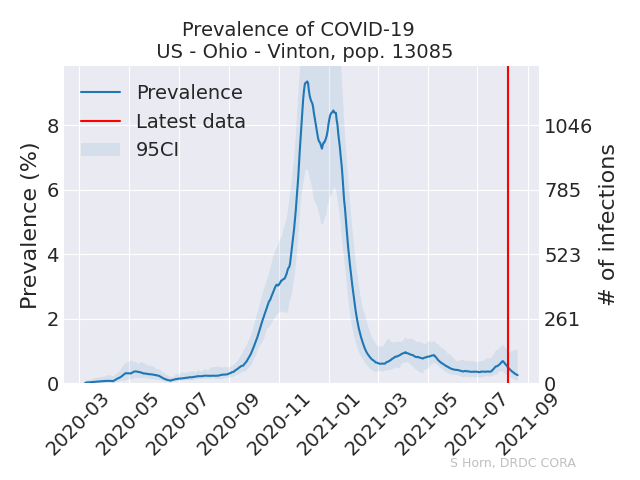 Prevalence of COVID-19
US - Ohio - Vinton, pop. 13085
Prevalence
Latest data
95CI
Prevalence (%)
8
6
4
2
0
# of infections
1046
785
523
261
0
2020-03
2020-05
2020-07
2020-09
2020-11
2021-01
2021-03
2021-05
2021-07
2021-09
S Horn, DRDC CORA